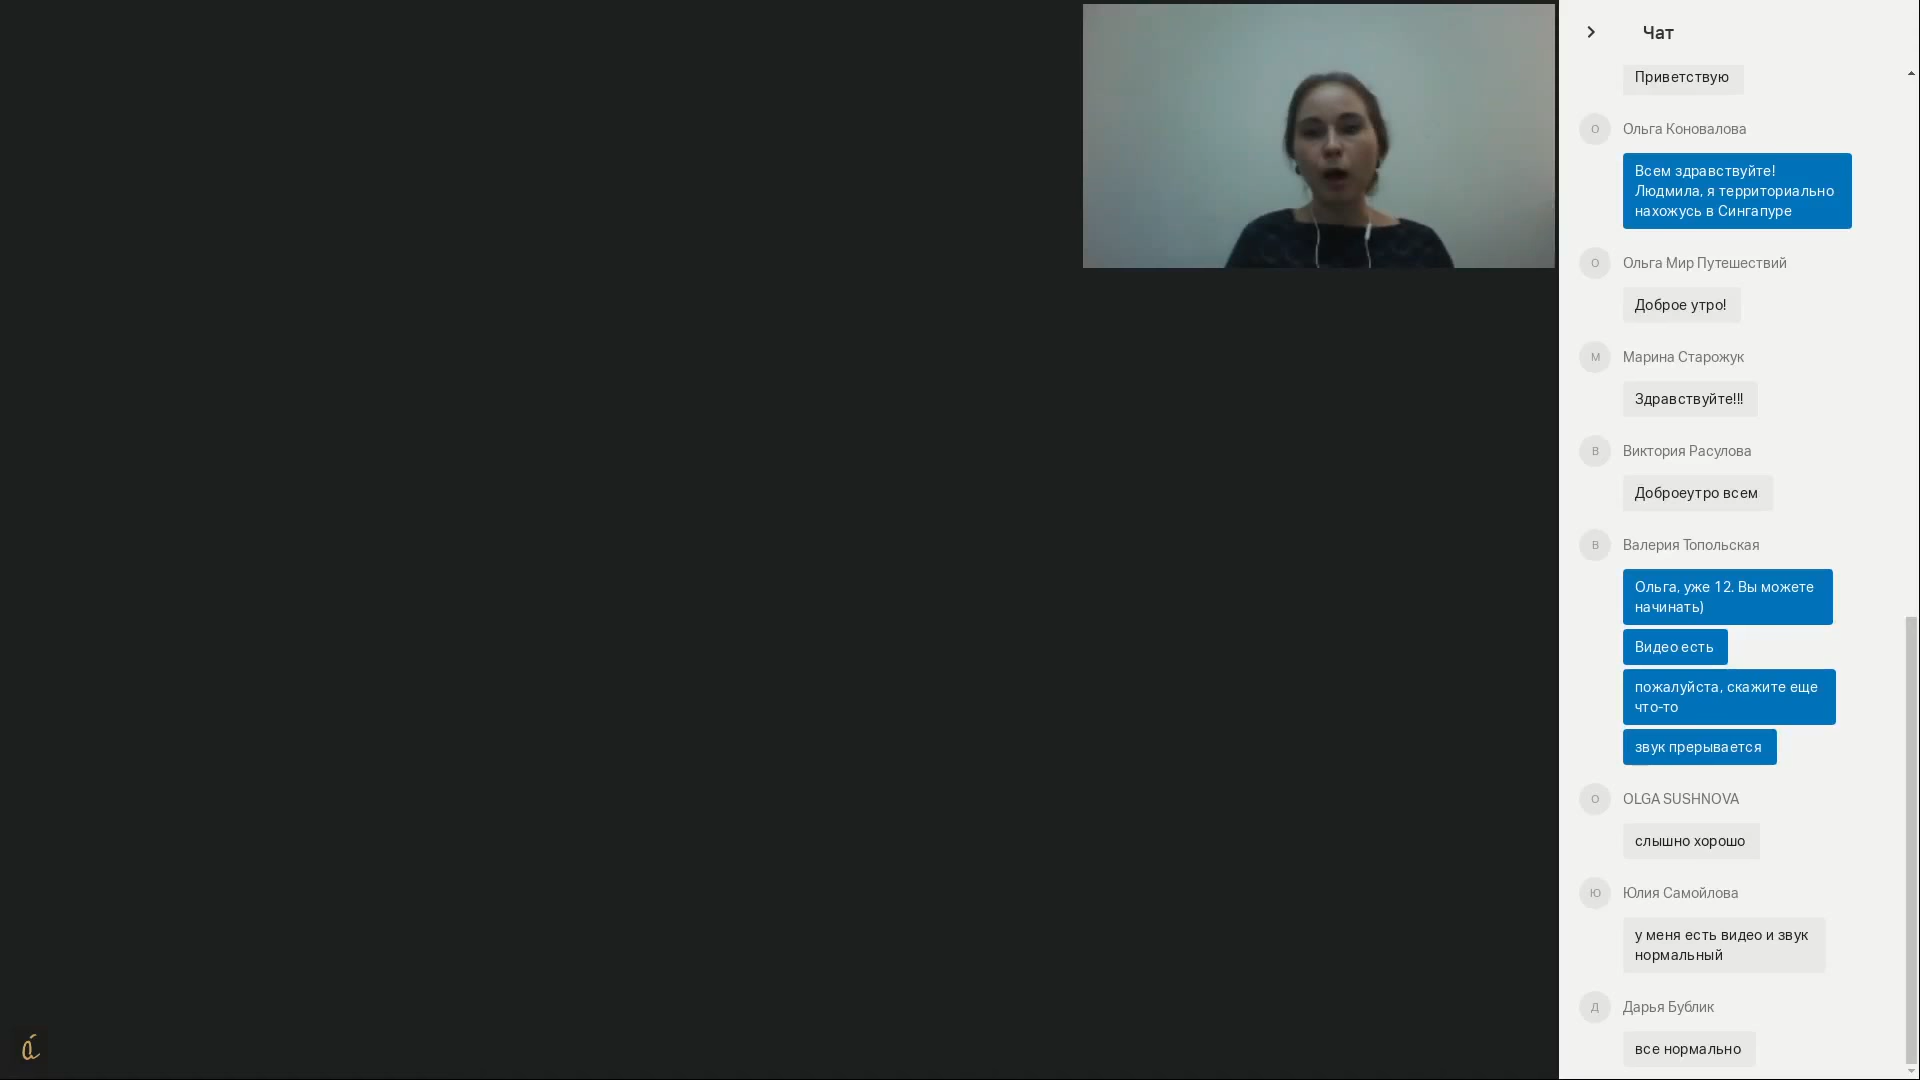 Чат
Приветствую
О
Ольга Коновалова
Всем здравствуйте!
Людмила, я территориально
нахожусь в Сингапуре
О
Ольга Мир Путешествий
Доброе утро!
М
Марина Старожук
Здравствуйте!!!
В
Виктория Расулова
Доброеутро всем
В
Валерия Топольская
Ольга, уже 12. Вы можете
начинать)
Видео есть
пожалуйста, скажите еще
что-то
звук прерывается
O
OLGA SUSHNOVA
слышно хорошо
Ю
Юлия Самойлова
у меня есть видео и звук
нормальный
Д
Дарья Бублик
все нормально
á